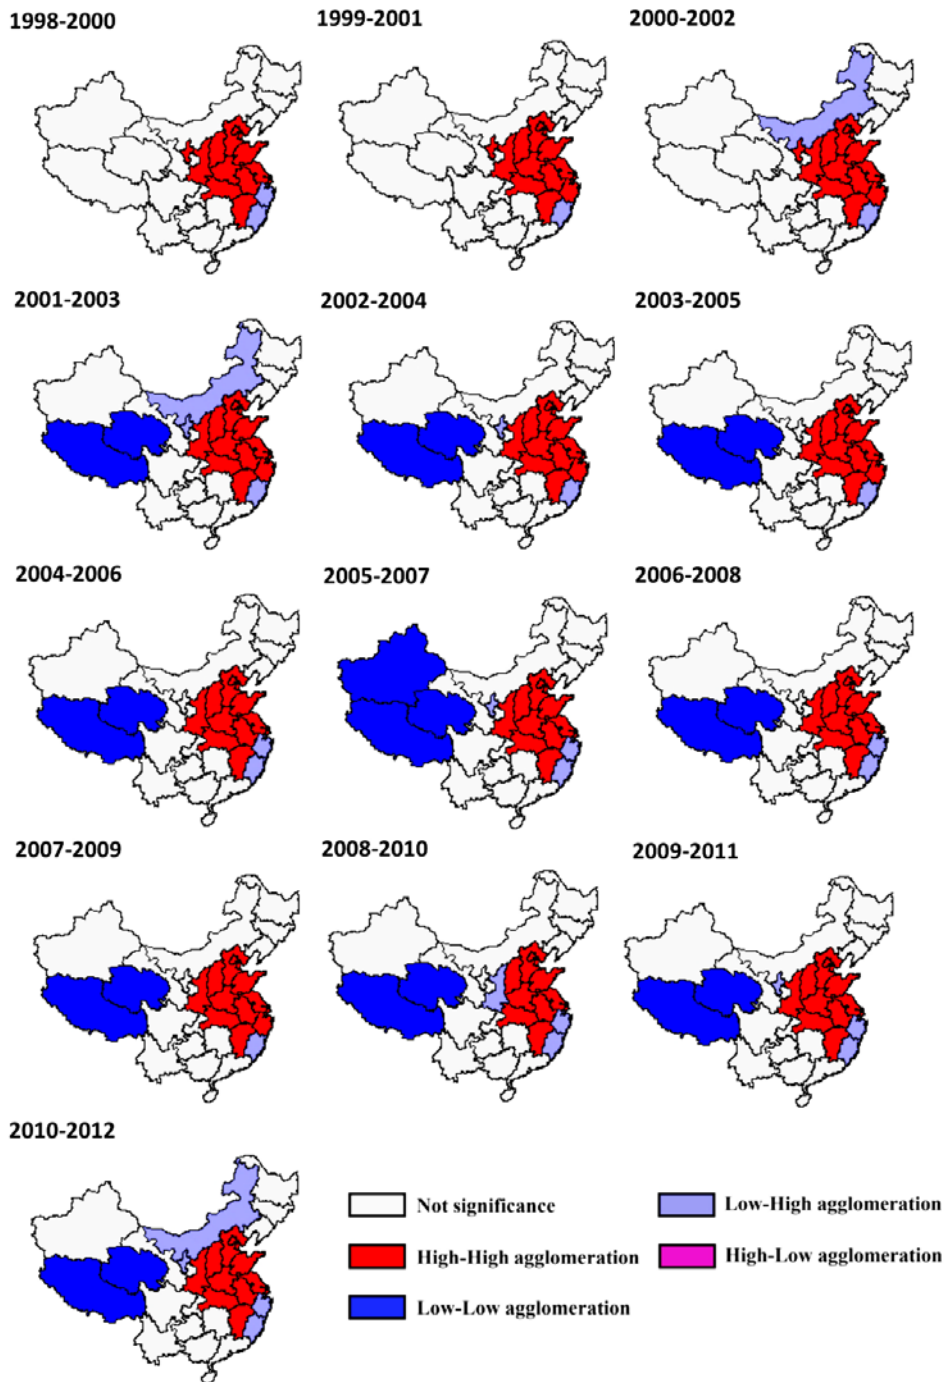 1998-2000
1999-2001
2000-2002
2001-2003
2002-2004
2003-2005
2004-2006
2005-2007
2006-2008
2007-2009
2008-2010
2009-2011
2010-2012
Not significance
Low-High agglomeration
High-High agglomeration
High-Low agglomeration
Low-Low agglomeration